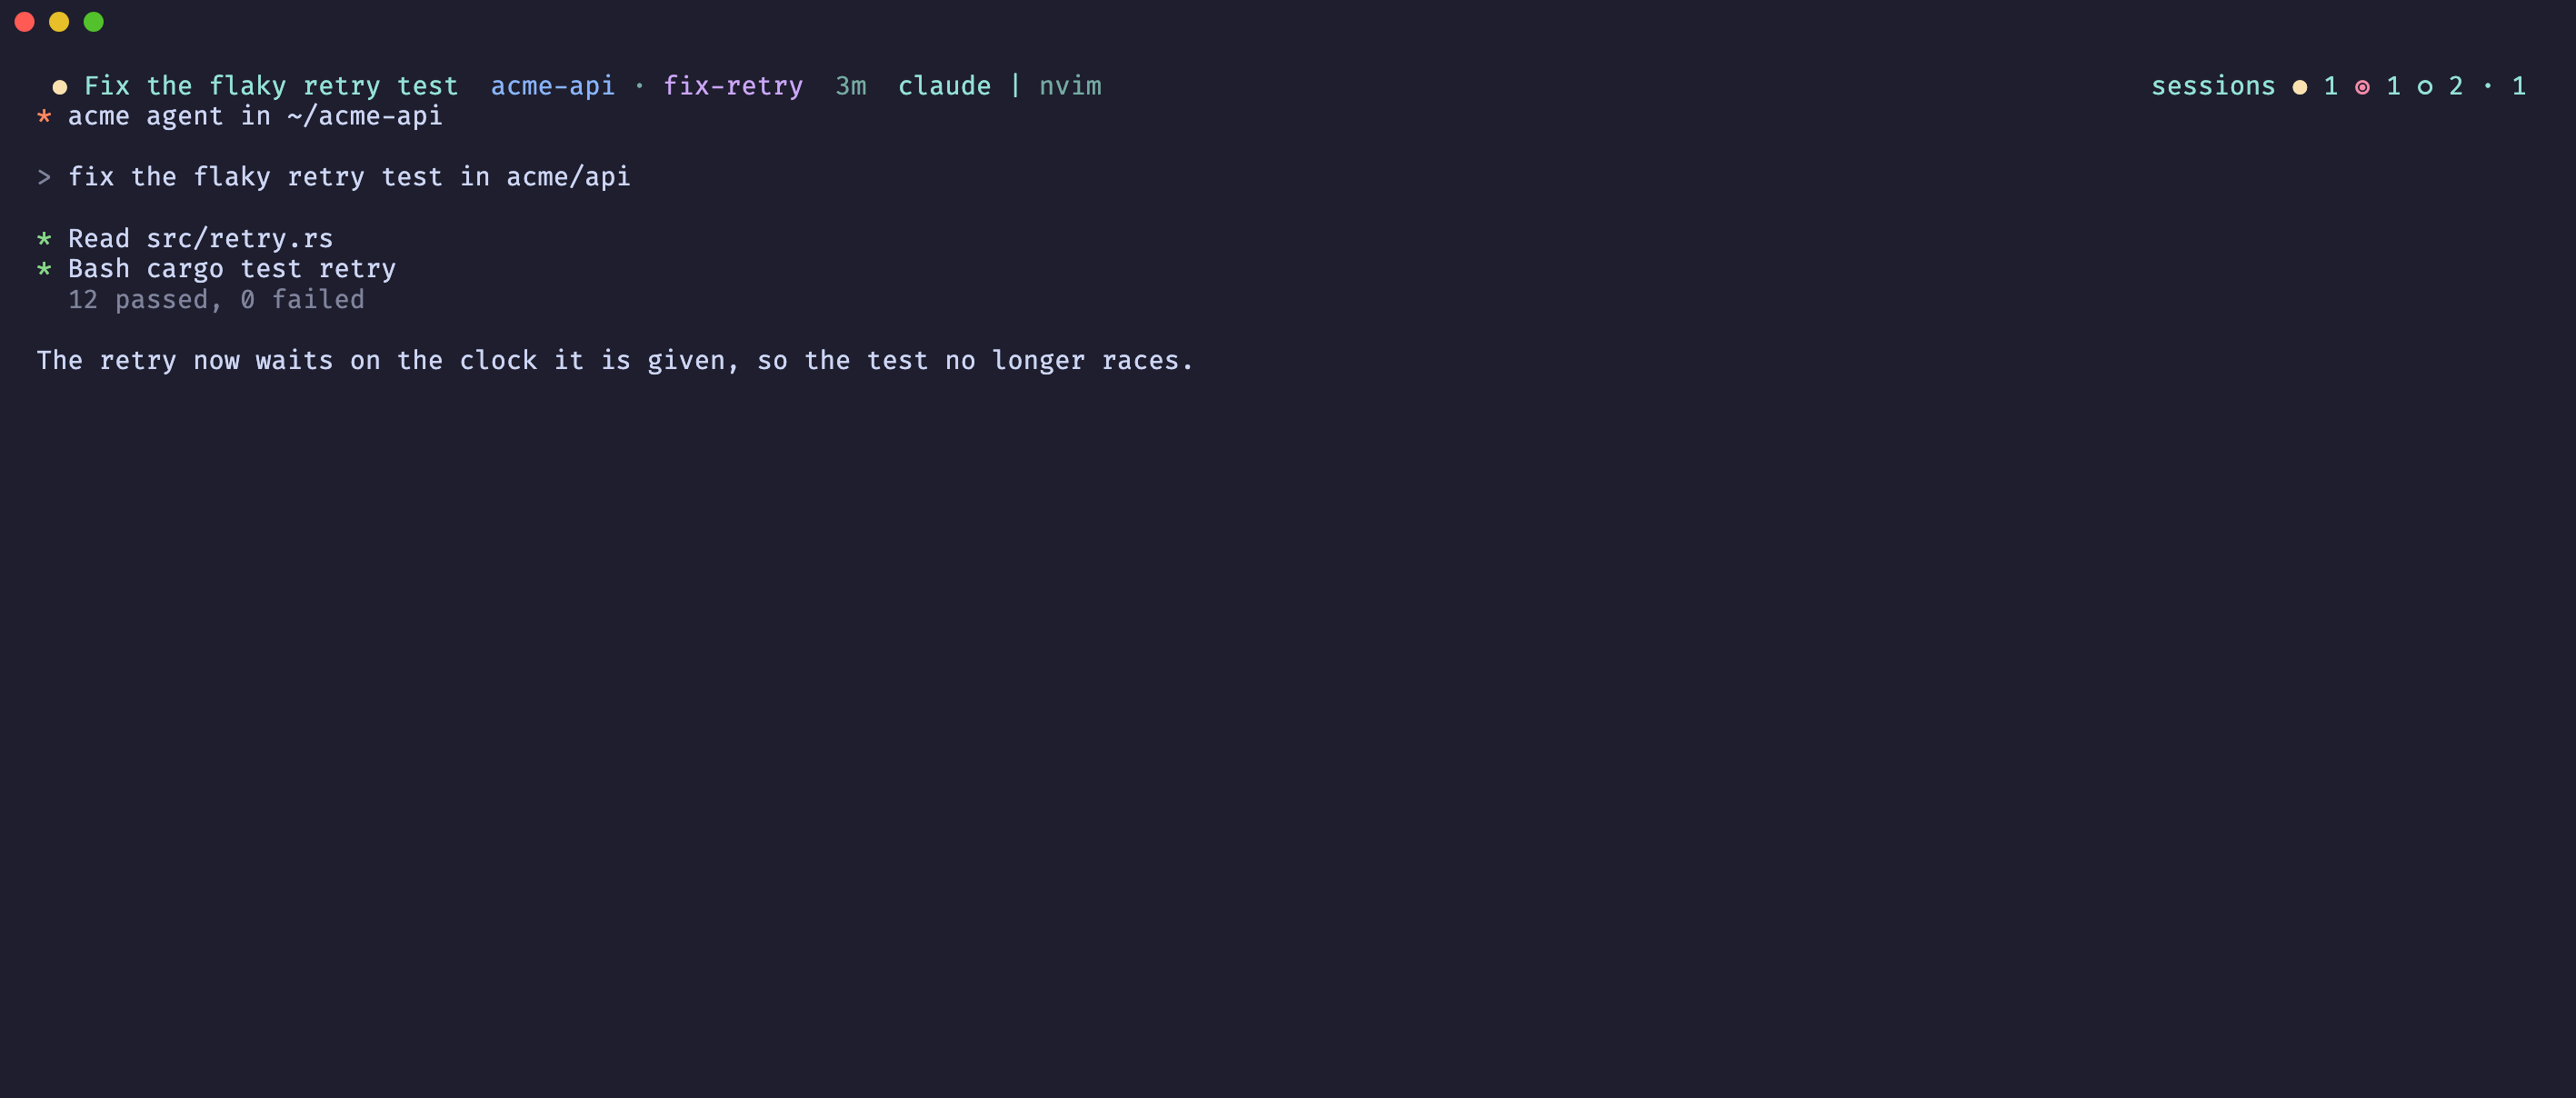 ● Fix the flaky retry test  acme-api · fix-retry  3m  claude | nvim  sessions ● 1 ◉ 1 ○ 2 · 1
* acme agent in ~/acme-api
> fix the flaky retry test in acme/api
* Read src/retry.rs
* Bash cargo test retry
12 passed, 0 failed
The retry now waits on the clock it is given, so the test no longer races.